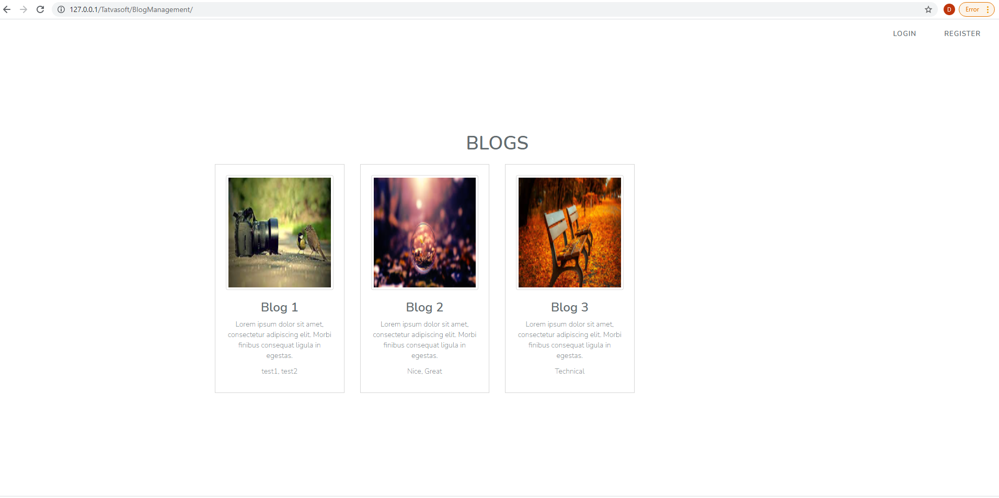 127.0.0.1/Tatvasoft/BlogManagement/
D
Error
LOGIN
REGISTER
BLOGS
Blog 1
Lorem ipsum dolor sit amet,
consectetur adipiscing elit. Morbi
finibus consequat ligula in
egestas.
test1, test2
Blog 2
Lorem ipsum dolor sit amet,
consectetur adipiscing elit. Morbi
finibus consequat ligula in
egestas.
Nice, Great
Blog 3
Lorem ipsum dolor sit amet,
consectetur adipiscing elit. Morbi
finibus consequat ligula in
egestas.
Technical